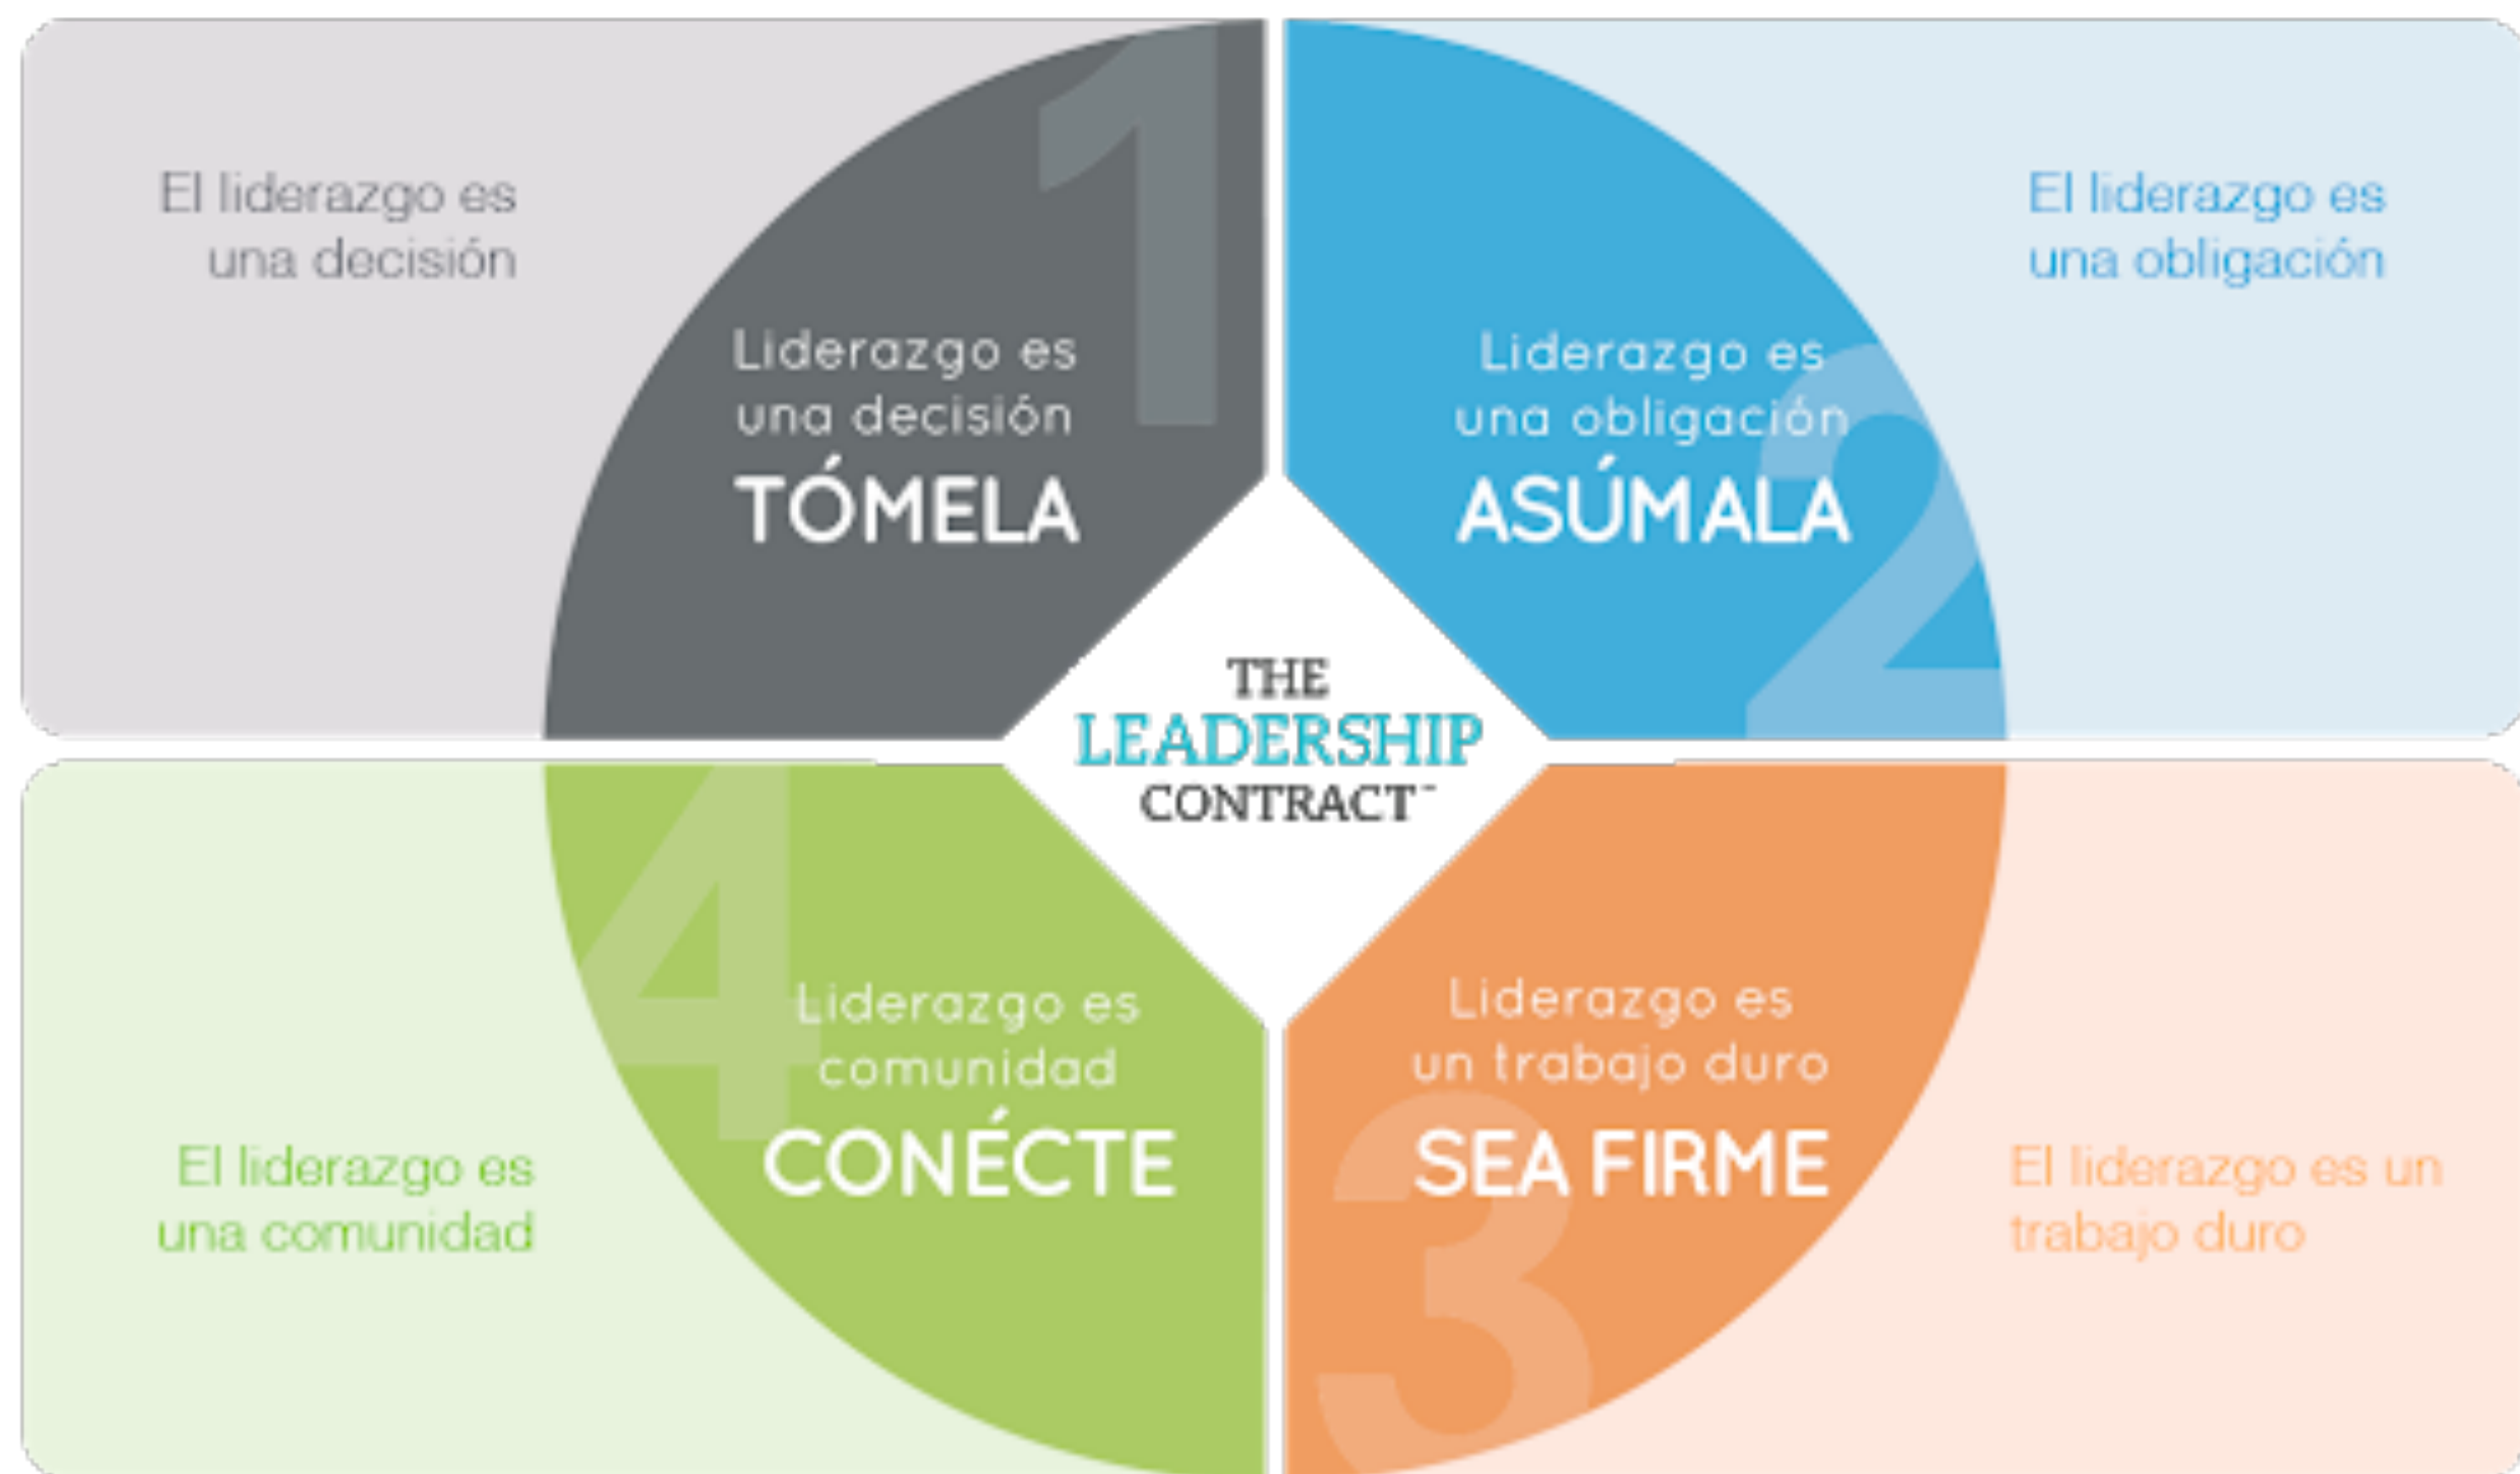 El liderazgo es
una decisión
1
Liderazgo es
una decisión
TÓMELA
El liderazgo es
una obligación
2
Liderazgo es
una obligación
ASÚMALA
THE
LEADERSHIP
CONTRACT™
4
Liderazgo es
comunidad
CONÉCTE
El liderazgo es
una comunidad
3
Liderazgo es
un trabajo duro
SEA FIRME
El liderazgo es un
trabajo duro